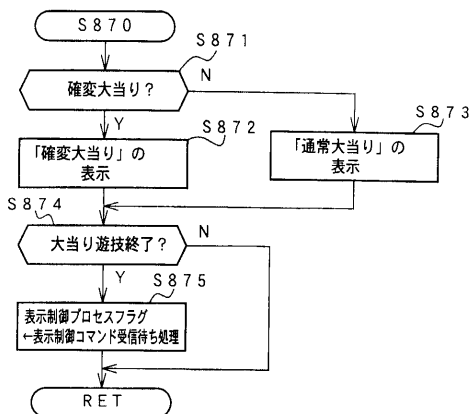 S870
S871
確変大当り?
N
Y
S872
S873
「確変大当り」の
表示
「通常大当り」の
表示
S874
大当り遊技終了?
N
Y
S875
表示制御プロセスフラグ
←表示制御コマンド受信待ち処理
RET